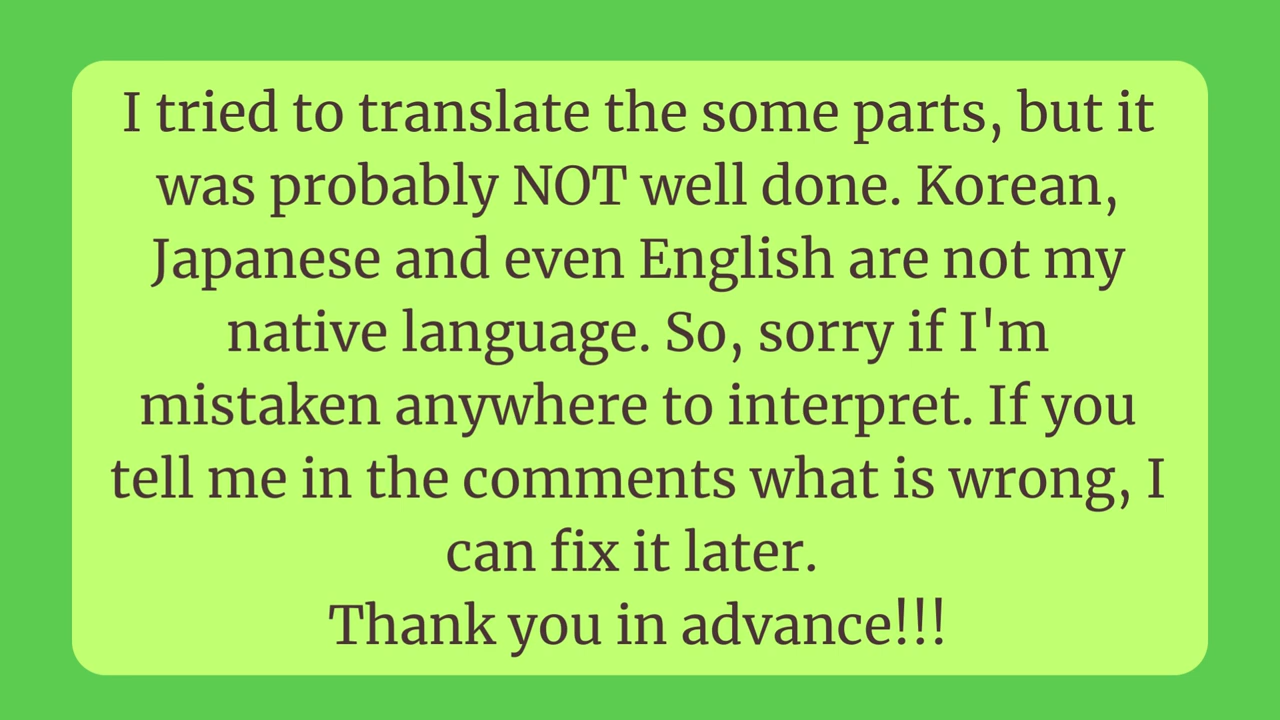 I tried to translate the some parts, but it
was probably NOT well done. Korean,
Japanese and even English are not my
native language. So, sorry if I'm
mistaken anywhere to interpret. If you
tell me in the comments what is wrong, I
can fix it later.
Thank you in advance!!!